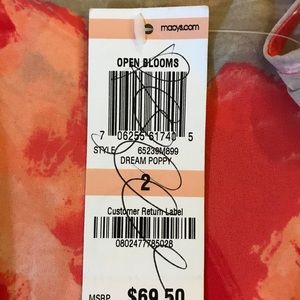 macys.com
OPEN BLOOMS
7 06255 61740 5
STYLE 65239M899
DREAM POPPY
2
Customer Return Label
0802477785028
MSRP $69.50